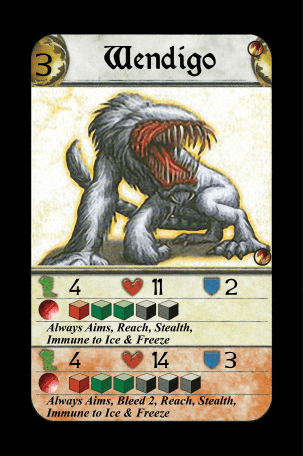 3 Wendigo
4 11 2
Always Aims, Reach, Stealth,
Immune to Ice & Freeze
4 14 3
Always Aims, Bleed 2, Reach, Stealth,
Immune to Ice & Freeze